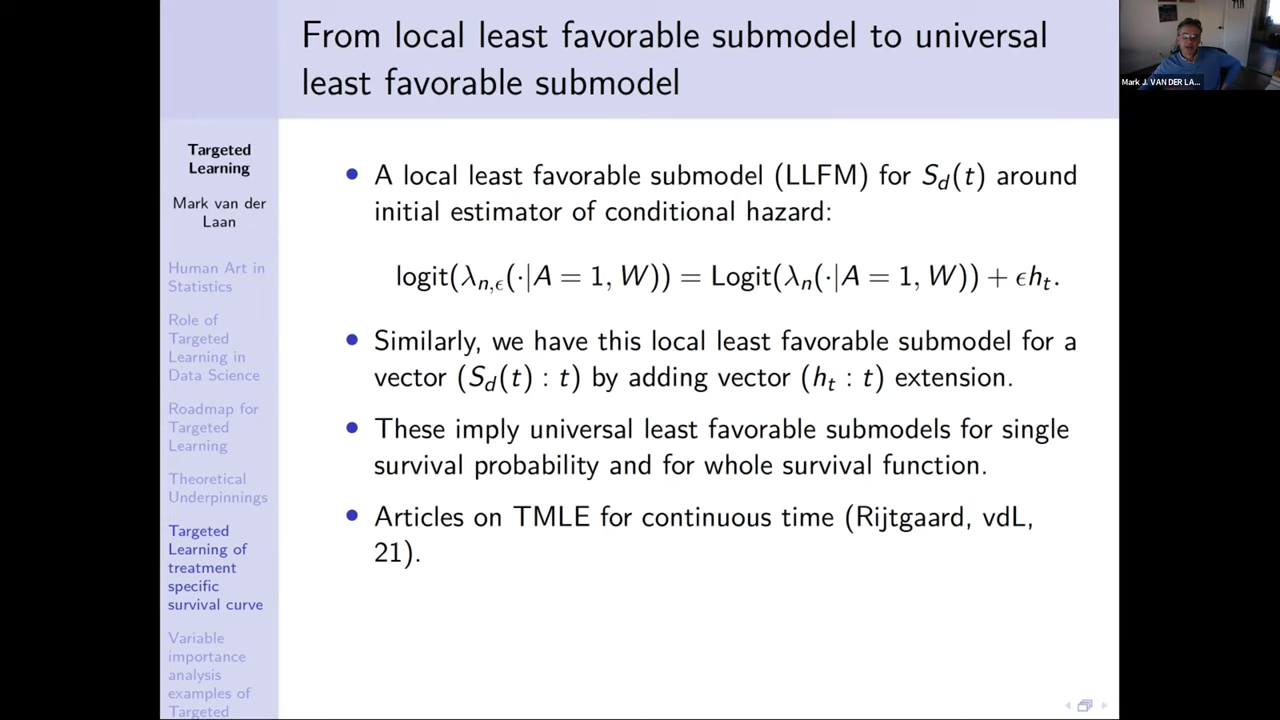 From local least favorable submodel to universal
least favorable submodel
Mark J. VAN DER LA...
Targeted
Learning
Mark van der
Laan
Human Art in
Statistics
Role of
Targeted
Learning in
Data Science
Roadmap for
Targeted
Learning
Theoretical
Underpinnings
Targeted
Learning of
treatment
specific
survival curve
Variable
importance
analysis
examples of
Targeted
• A local least favorable submodel (LLFM) for S_d(t) around
initial estimator of conditional hazard:
logit(λ_{n,ϵ}(·|A = 1, W)) = Logit(λ_n(·|A = 1, W)) + ϵh_t.
• Similarly, we have this local least favorable submodel for a
vector (S_d(t) : t) by adding vector (h_t : t) extension.
• These imply universal least favorable submodels for single
survival probability and for whole survival function.
• Articles on TMLE for continuous time (Rijtgaard, vdL,
21).